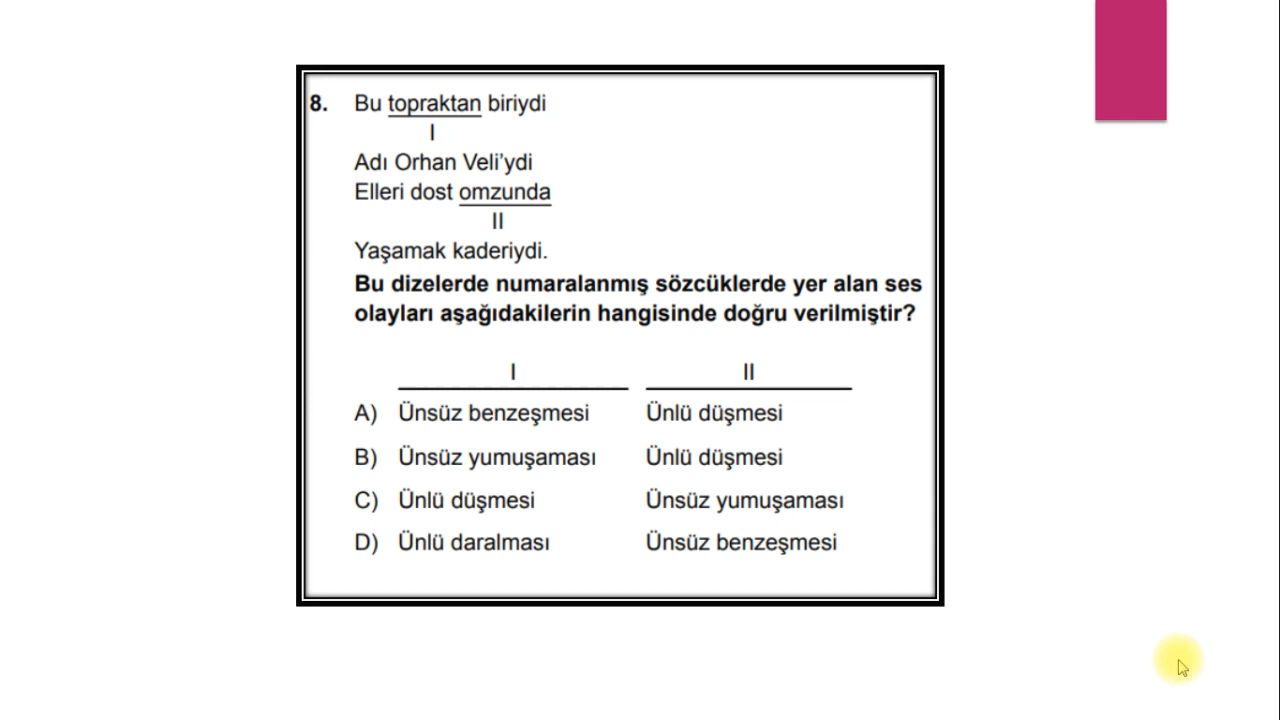 8. Bu topraktan biriydi
I
Adı Orhan Veli'ydi
Elleri dost omzunda
II
Yaşamak kaderiydi.
Bu dizelerde numaralanmış sözcüklerde yer alan ses
olayları aşağıdakilerin hangisinde doğru verilmiştir?
I II
A) Ünsüz benzeşmesi Ünlü düşmesi
B) Ünsüz yumuşaması Ünlü düşmesi
C) Ünlü düşmesi Ünsüz yumuşaması
D) Ünlü daralması Ünsüz benzeşmesi